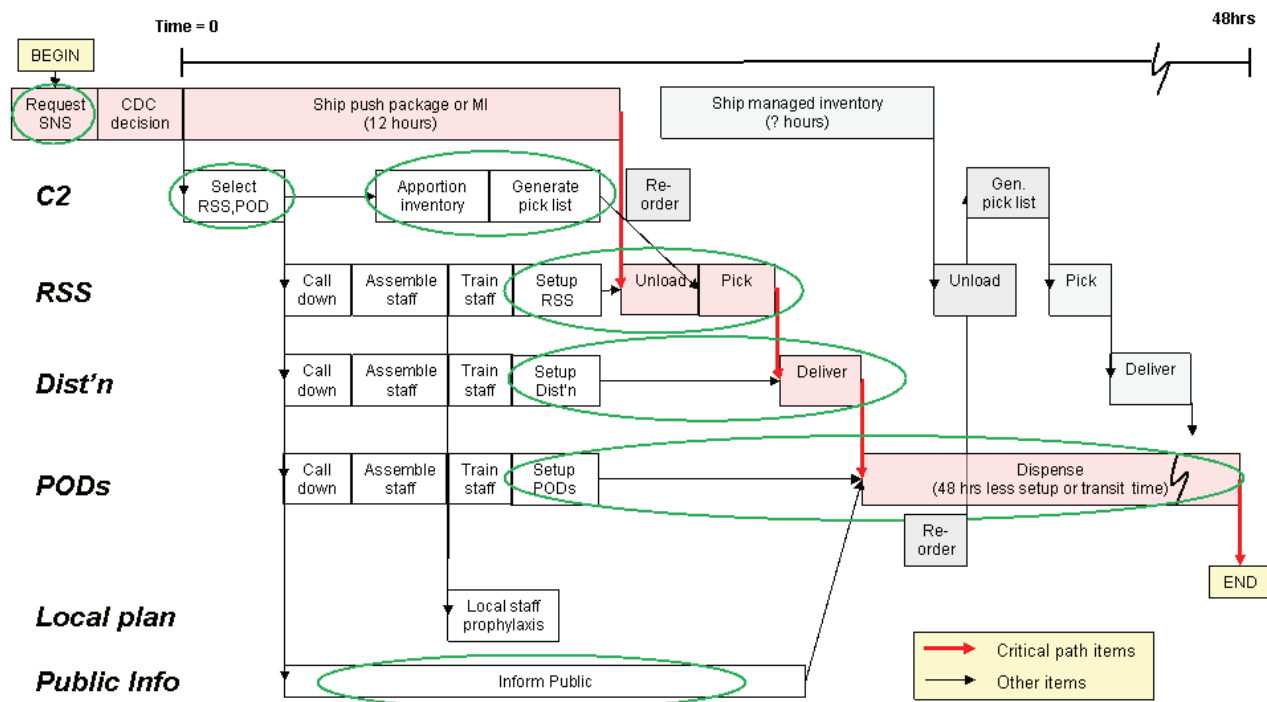 Time = 0
48hrs
BEGIN
Request
SNS
CDC
decision
Ship push package or MI
(12 hours)
Ship managed inventory
(? hours)
C2
Select
RSS,POD
Apportion
inventory
Generate
pick list
Re-
order
Gen.
pick list
RSS
Call
down
Assemble
staff
Train
staff
Setup
RSS
Unload
Pick
Unload
Pick
Dist'n
Call
down
Assemble
staff
Train
staff
Setup
Dist'n
Deliver
Deliver
PODs
Call
down
Assemble
staff
Train
staff
Setup
PODs
Dispense
(48 hrs less setup or transit time)
Re-
order
END
Local plan
Local staff
prophylaxis
Public Info
Inform Public
Critical path items
Other items